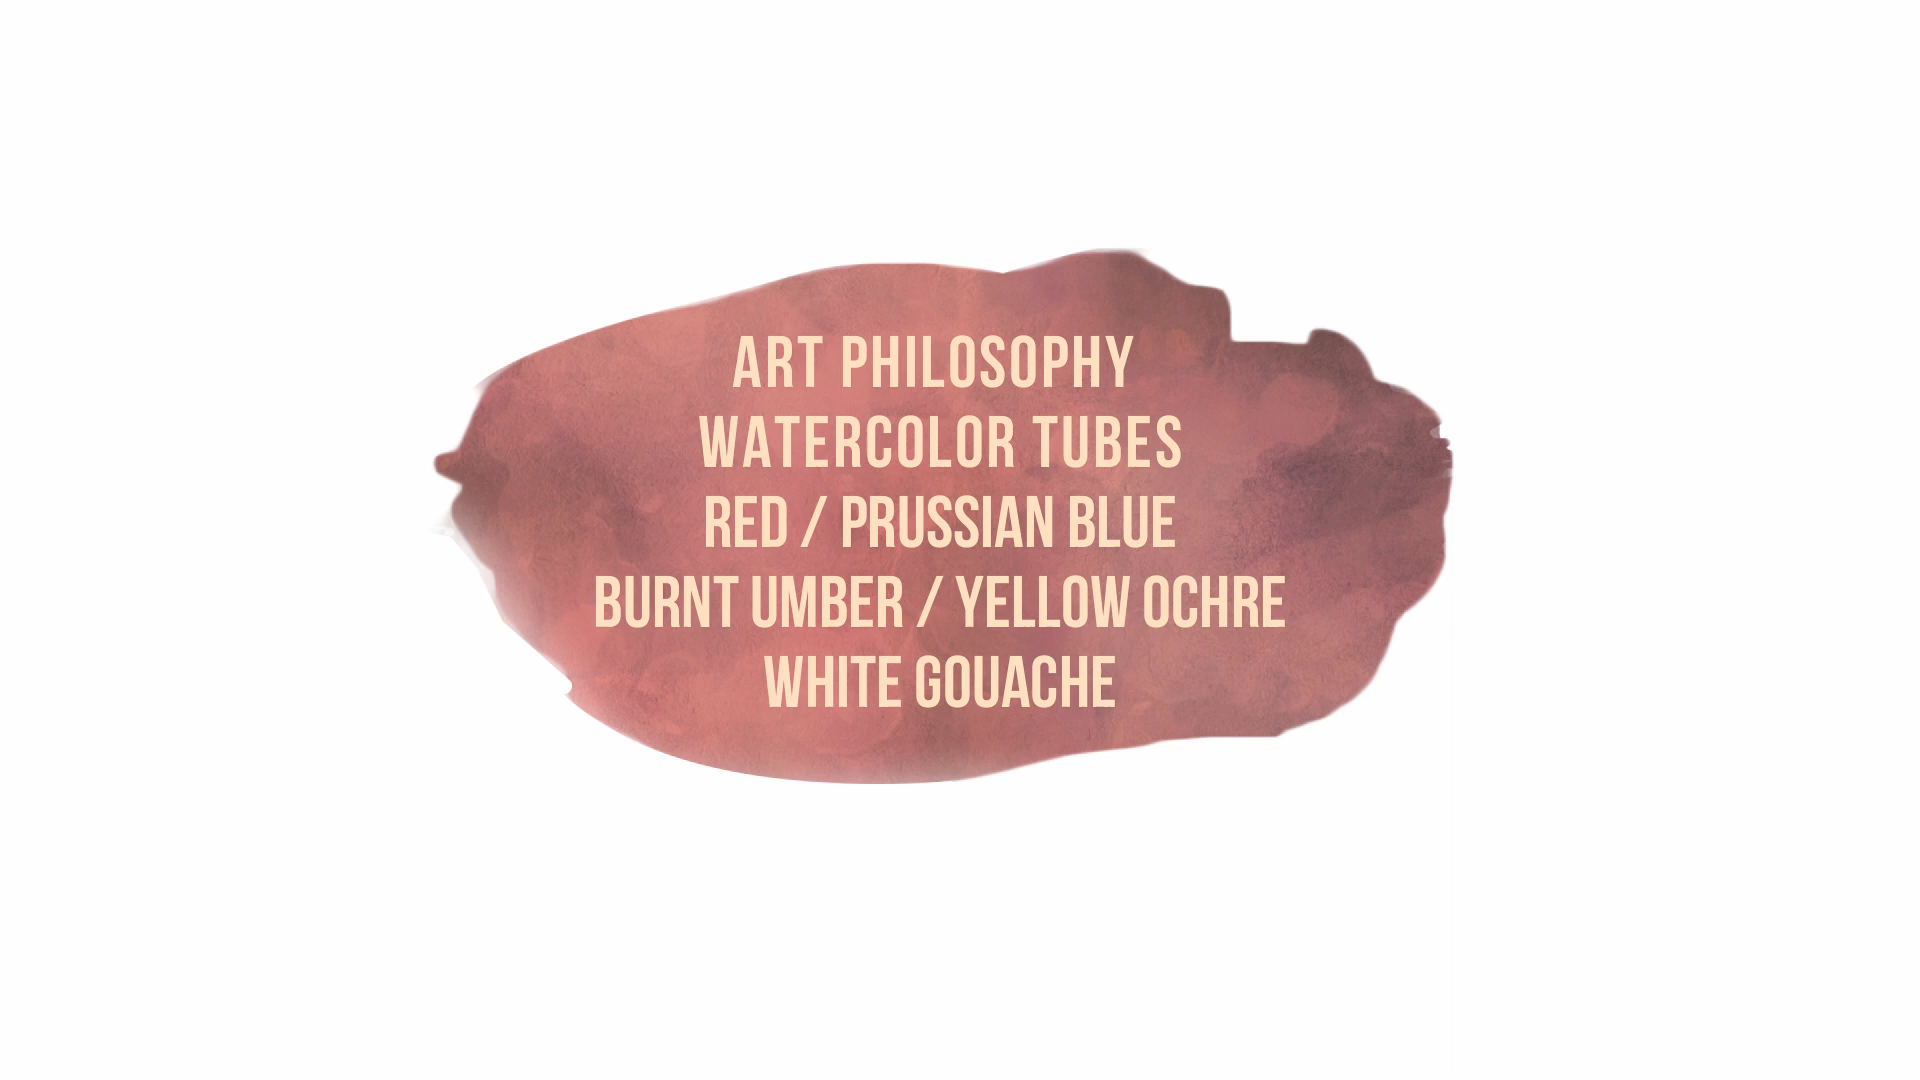 ART PHILOSOPHY
WATERCOLOR TUBES
RED / PRUSSIAN BLUE
BURNT UMBER / YELLOW OCHRE
WHITE GOUACHE